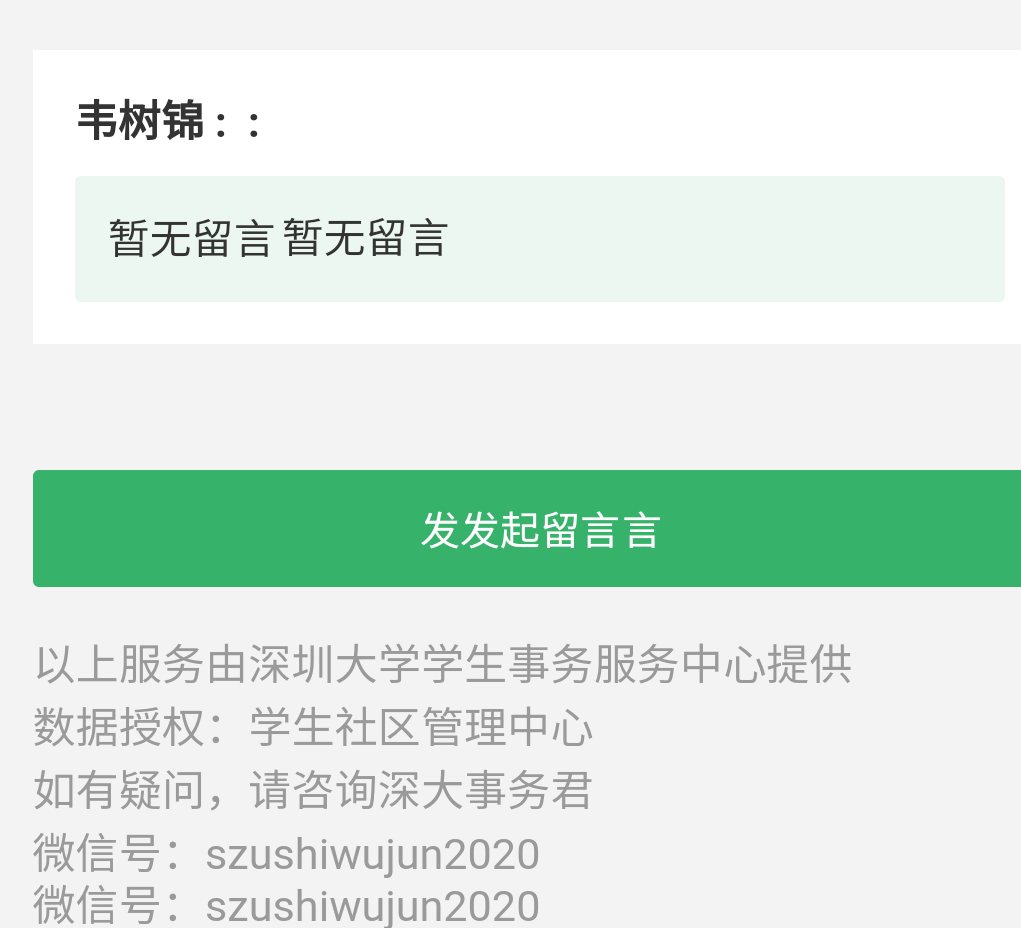 韦树锦：：
暂无留言 暂无留言
发发起留言言
以上服务由深圳大学学生事务服务中心提供
数据授权：学生社区管理中心
如有疑问，请咨询深大事务君
微信号：szushiwujun2020
微信号：szushiwujun2020